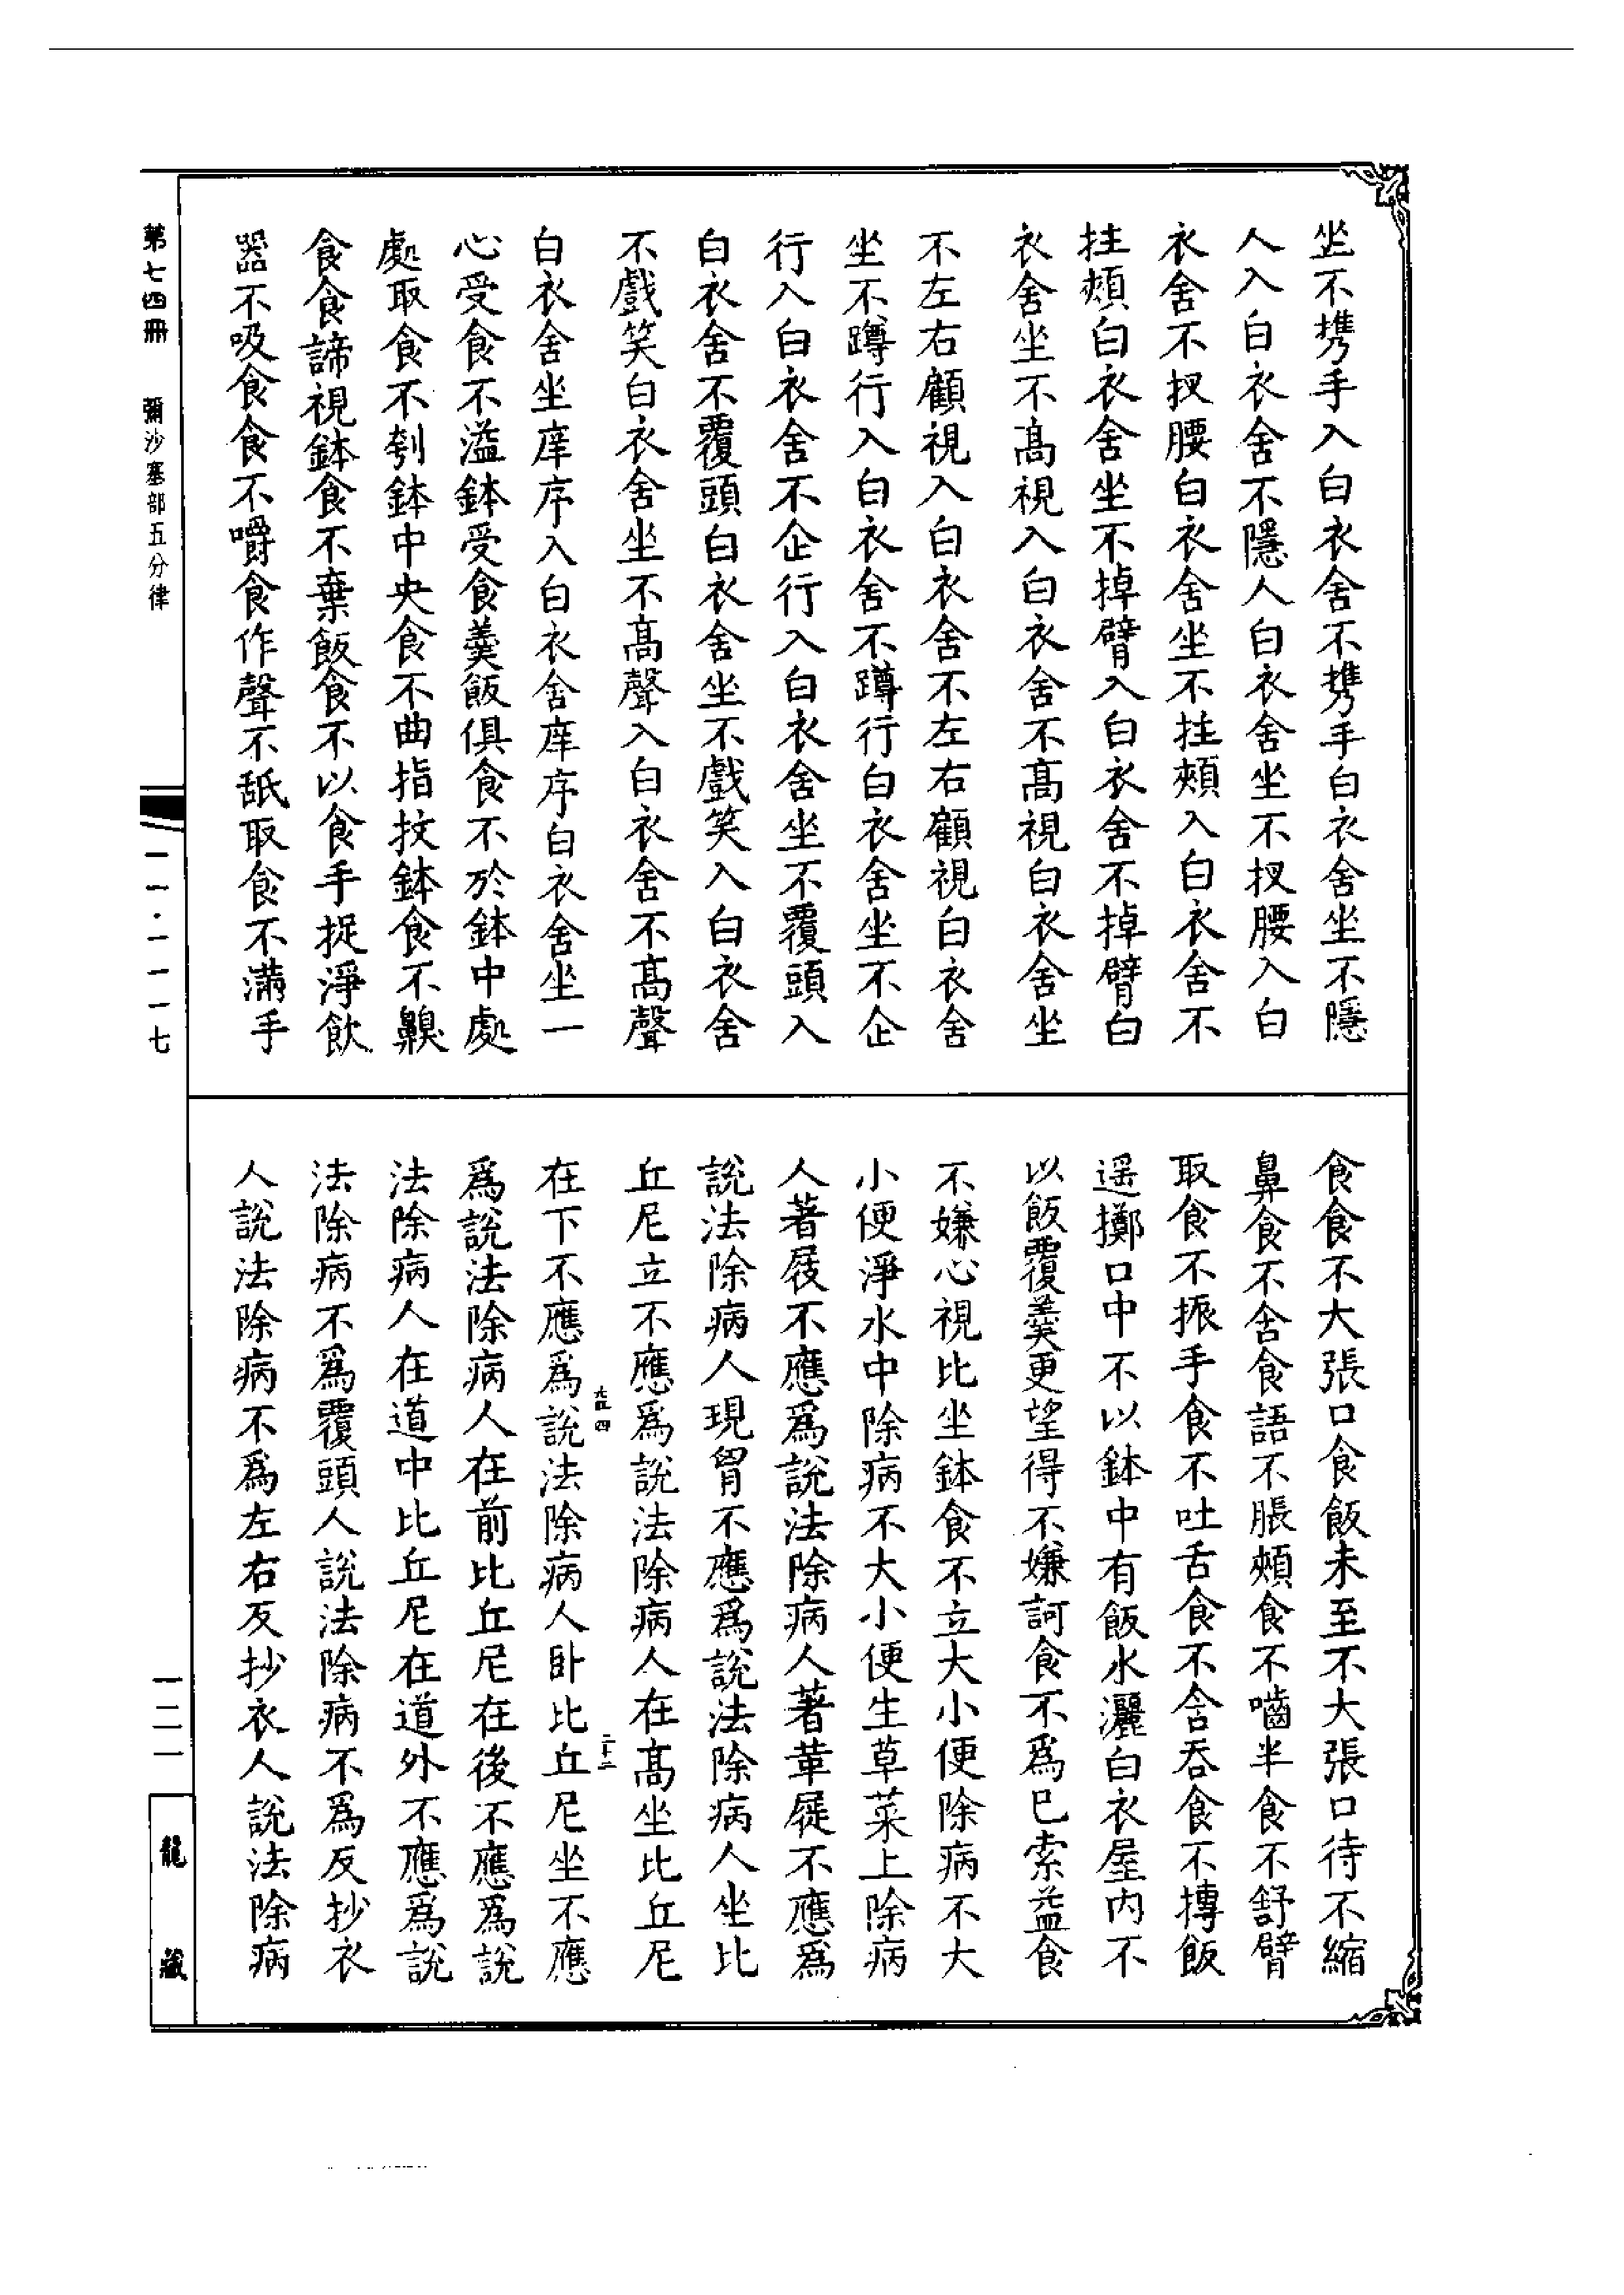 坐不携手入白衣舍不携手白衣舍坐不隱
人入白衣舍不隱人白衣舍坐不扠腰入白
衣舍不扠腰白衣舍坐不拄頰入白衣舍不
拄頰白衣舍坐不掉臂入白衣舍不掉臂白
衣舍坐不髙視入白衣舍不髙視白衣舍坐
不左右顧視入白衣舍不左右顧視白衣舍
坐不蹲行入白衣舍不蹲行白衣舍坐不企
行入白衣舍不企行入白衣舍坐不覆頭入
白衣舍不覆頭白衣舍坐不戲笑入白衣舍
不戲笑白衣舍坐不髙聲入白衣舍不髙聲
白衣舍坐庠序入白衣舍庠序白衣舍坐一
心受食不溢鉢受食羹飯俱食不於鉢中處
處取食不刳鉢中央食不曲指抆鉢食不齅
食食諦視鉢食不棄飯食不以食手捉淨飲
器不吸食食不嚼食作聲不舐取食不滿手
食食不大張口食飯未至不大張口待不縮
鼻食不含食語不脹頰食不嚙半食不舒臂
取食不振手食不吐舌食不含吞食不摶飯
遥擲口中不以鉢中有飯水灑白衣屋内不
以飯覆羹更望得不嫌訶食不爲已索益食
不嫌心視比坐鉢食不立大小便除病不大
小便淨水中除病不大小便生草菜上除病
人著屐不應爲說法除病人著革屣不應爲
說法除病人現胷不應爲說法除病人坐比
丘尼立不應爲說法除病人在髙坐比丘尼
在下不應爲說法除病人卧比丘尼坐不應
爲說法除病人在前比丘尼在後不應爲說
法除病人在道中比丘尼在道外不應爲說
法除病不爲覆頭人說法除病不爲反抄衣
人說法除病不爲左右反抄衣人說法除病
第七四冊 彌沙塞部五分律
一一·一一一七
一二一
龍藏